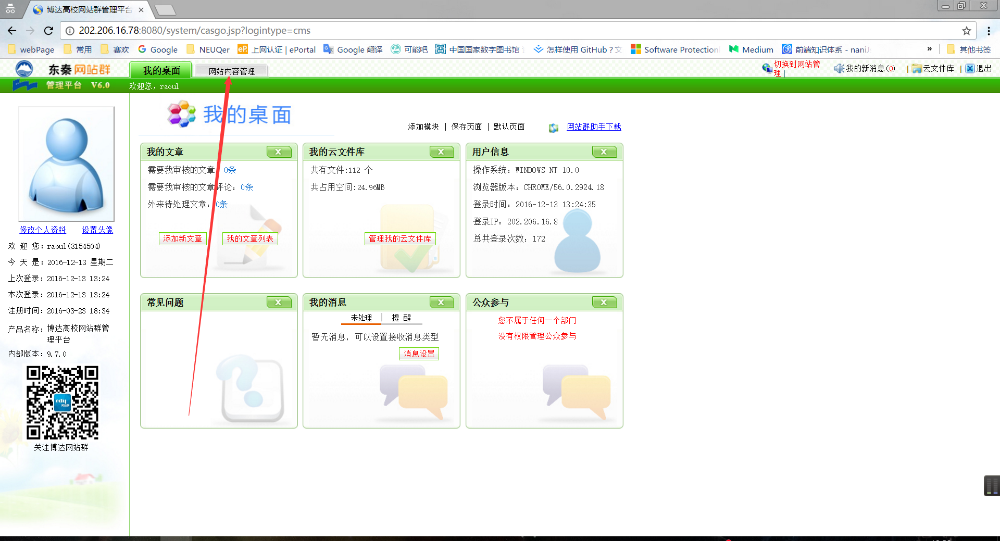 博达高校网站群管理平台
202.206.16.78:8080/system/casgo.jsp?logintype=cms
webPage 常用 赛欢 Google NEUQer eP. 上网认证 | ePortal Google 翻译 可能吧 中国国家数字图书馆 怎样使用 GitHub ? 文 Software Protection Medium 前端知识体系 - naniJ » 其他书签
东秦网站群
管理平台 V6.0
我的桌面 网站内容管理
切换到网站管
理 |
我的新消息(0) | 云文件库 | 退出
欢迎您，raoul
我的桌面
添加模块 | 保存页面 | 默认页面 网站群助手下载
修改个人资料 设置头像
欢 迎 您：raoul(3154504)
今 天 是：2016-12-13 星期二
上次登录：2016-12-13 13:24
本次登录：2016-12-13 13:24
注册时间：2016-03-23 18:34
产品名称：博达高校网站群管
理平台
内部版本：9.7.0
edu
关注博达网站群
我的文章 X
需要我审核的文章 0条
需要我审核的文章评论：0条
外来待处理文章：0条
添加新文章 我的文章列表
我的云文件库 X
共有文件:112 个
共占用空间:24.96MB
管理我的云文件库
用户信息 X
操作系统：WINDOWS NT 10.0
浏览器版本：CHROME/56.0.2924.18
登录时间：2016-12-13 13:24:35
登录IP：202.206.16.8
总共登录次数：172
常见问题 X
我的消息 X
未处理 提 醒
暂无消息，可以设置接收消息类型
消息设置
公众参与 X
您不属于任何一个部门
没有权限管理公众参与